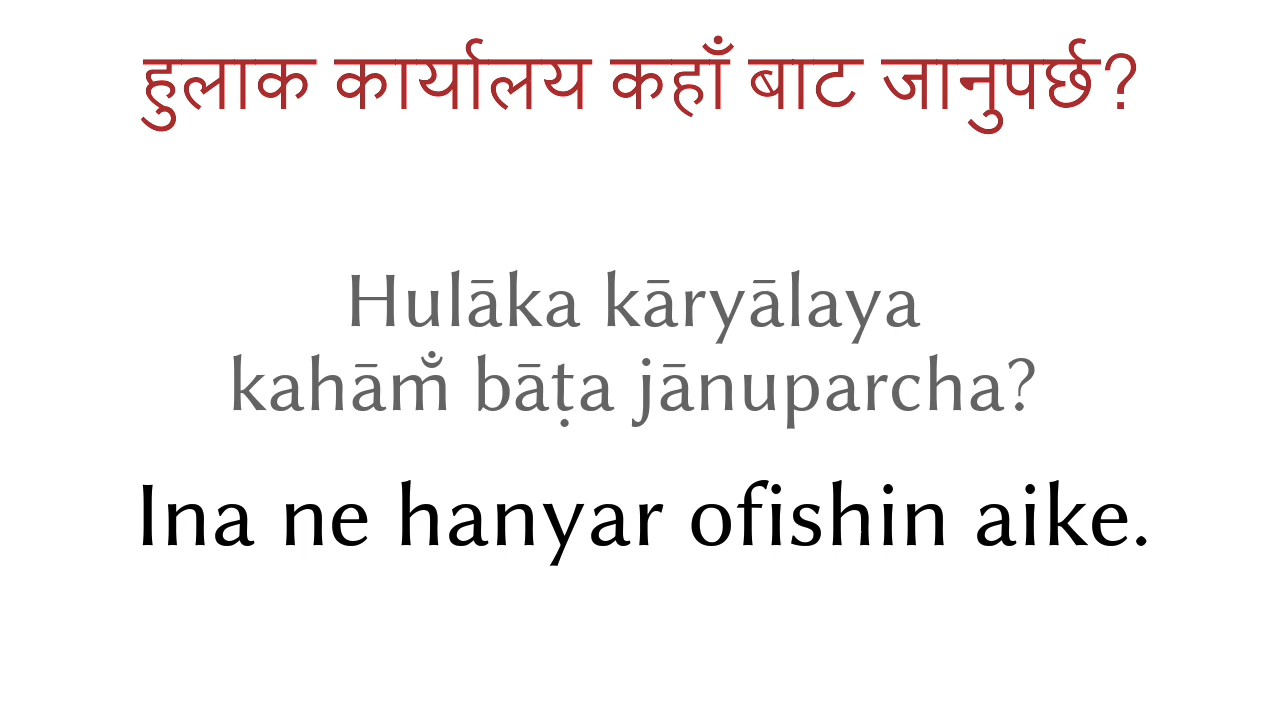 हुलाक कार्यालय कहाँ बाट जानुपर्छ?
Hulāka kāryālaya
kahām̐ bāṭa jānuparcha?
Ina ne hanyar ofishin aike.